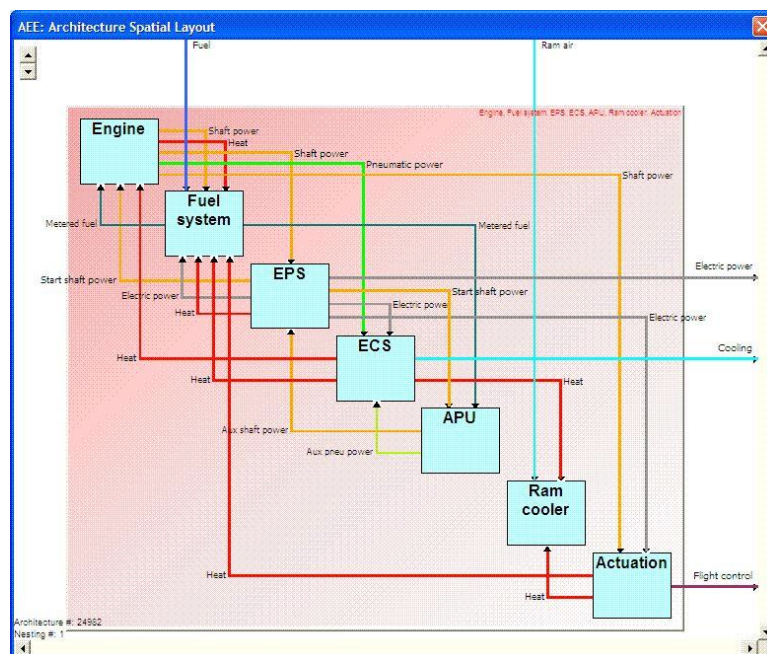 AEE: Architecture Spatial Layout
Fuel
Ram air
Engine, Fuel system, EPS, ECS, APU, Ram cooler, Actuation
Engine
Shaft power
Heat
Shaft power
Pneumatic power
Shaft power
Fuel
system
Metered fuel
Metered fuel
EPS
Electric power
Start shaft power
Start shaft power
Electric power
Electric power
Heat
Electric power
ECS
Cooling
Heat
Heat
Heat
APU
Aux shaft power
Aux pneu power
Ram
cooler
Actuation
Heat
Flight control
Heat
Architecture #: 24982
Nesting #: 1